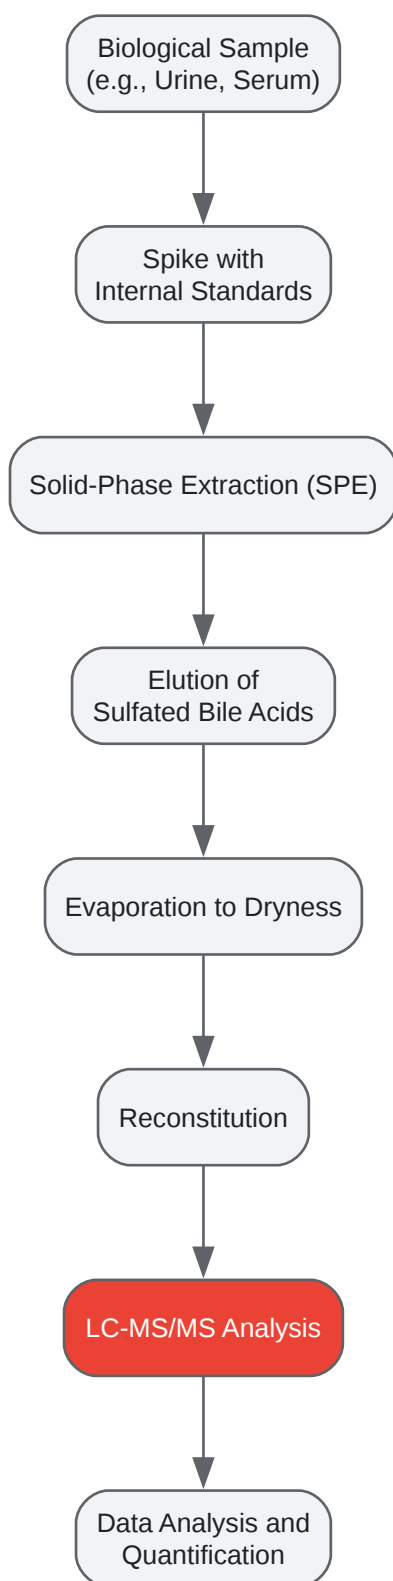 Biological Sample
(e.g., Urine, Serum)
Spike with
Internal Standards
Solid-Phase Extraction (SPE)
Elution of
Sulfated Bile Acids
Evaporation to Dryness
Reconstitution
LC-MS/MS Analysis
Data Analysis and
Quantification